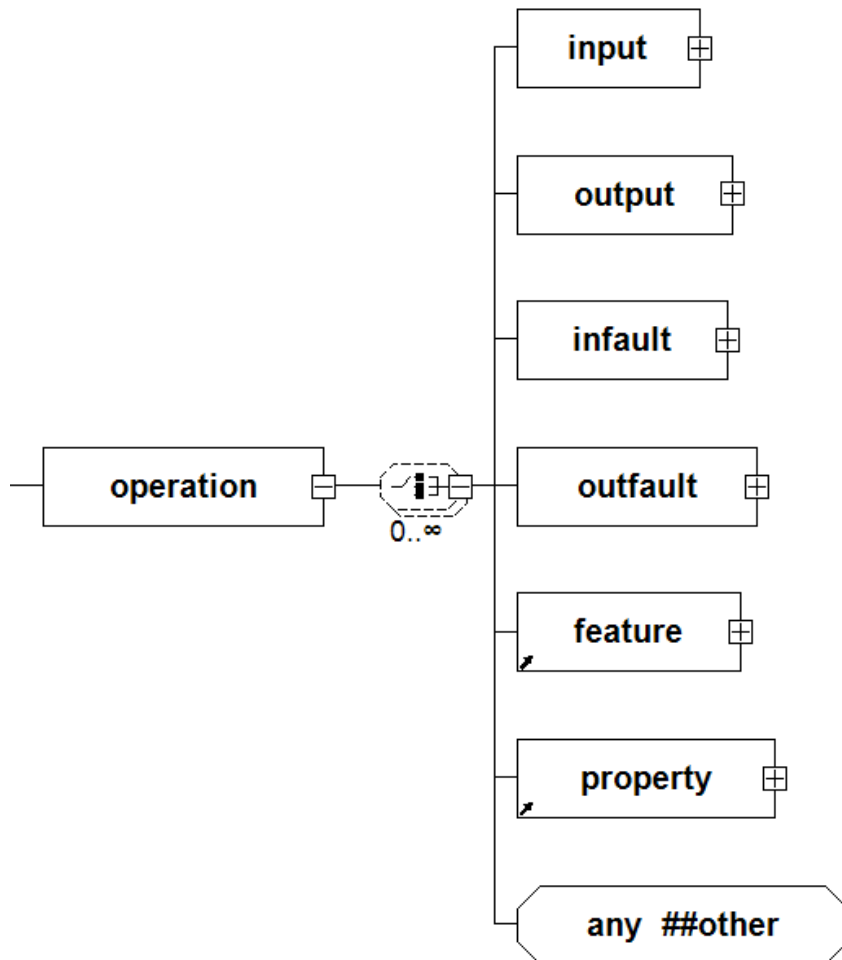 input
output
infault
operation
outfault
0..∞
feature
property
any ##other